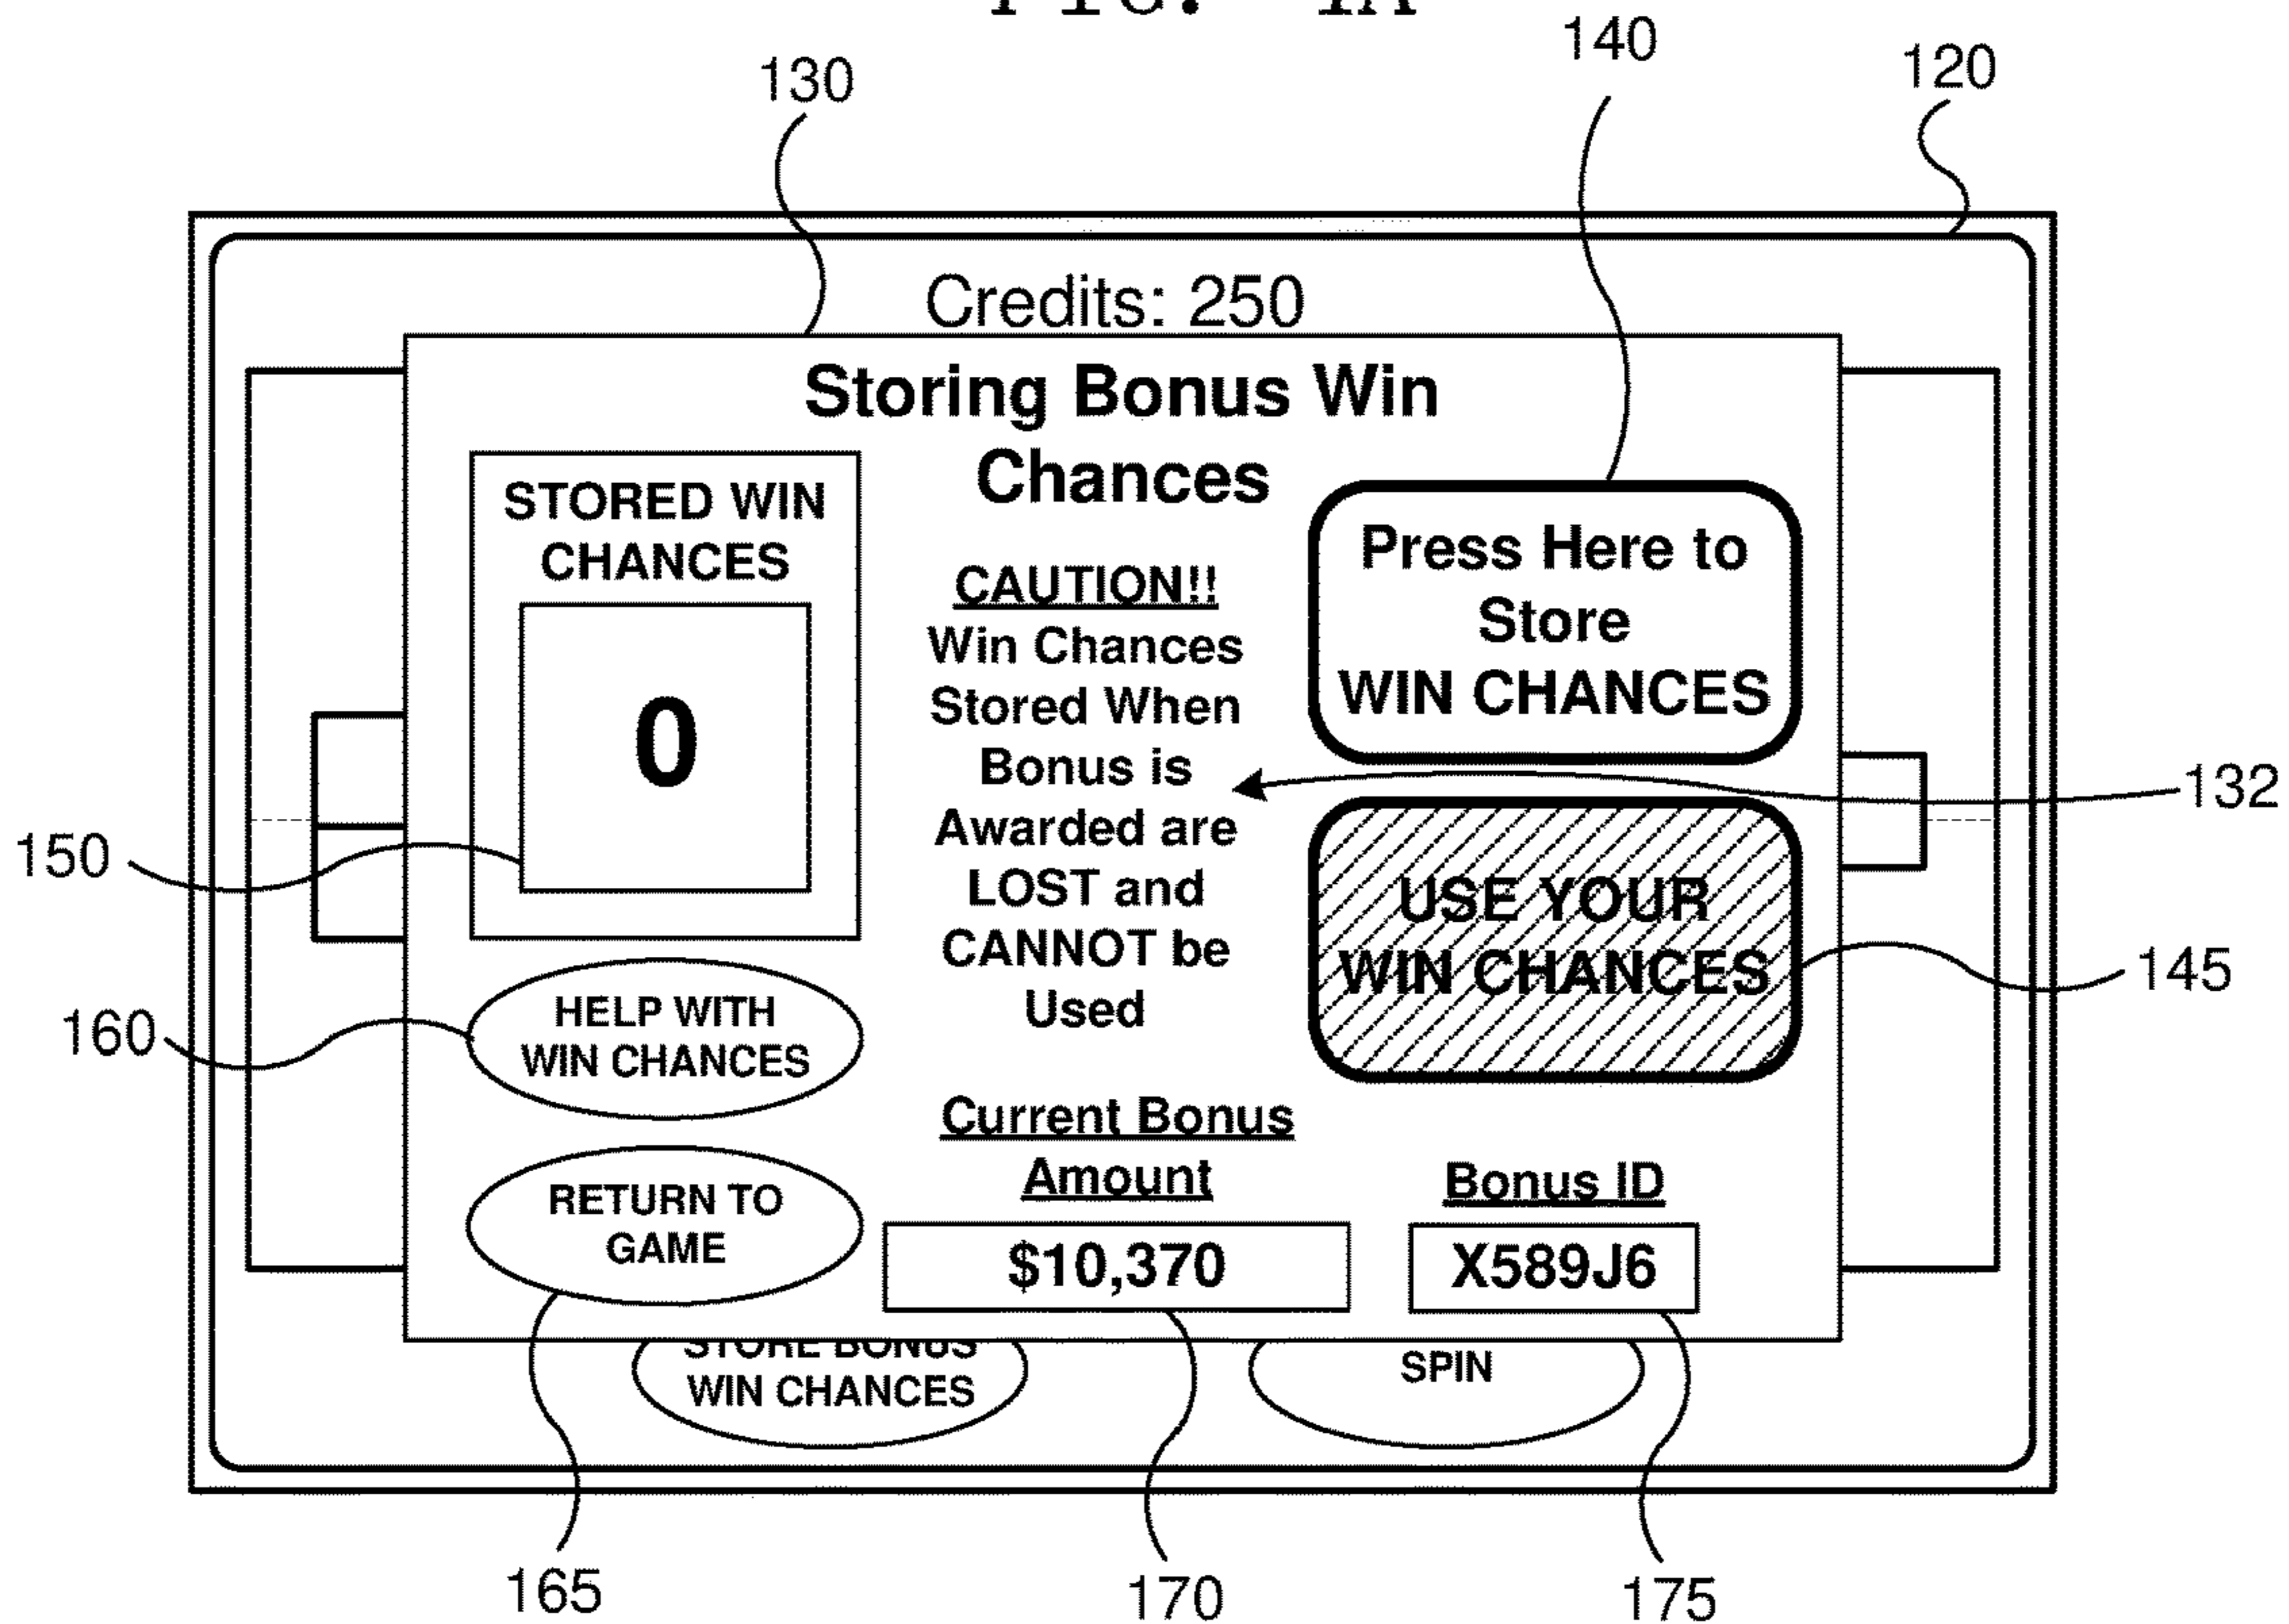 140
130
120
Credits: 250
Storing Bonus Win
Chances
STORED WIN
CHANCES
0
CAUTION!!
Win Chances
Stored When
Bonus is
Awarded are
LOST and
CANNOT be
Used
Press Here to
Store
WIN CHANCES
132
USE YOUR
WIN CHANCES
145
150
160
HELP WITH
WIN CHANCES
RETURN TO
GAME
Current Bonus
Amount
$10,370
Bonus ID
X589J6
STORE BONUS
WIN CHANCES
SPIN
165
170
175